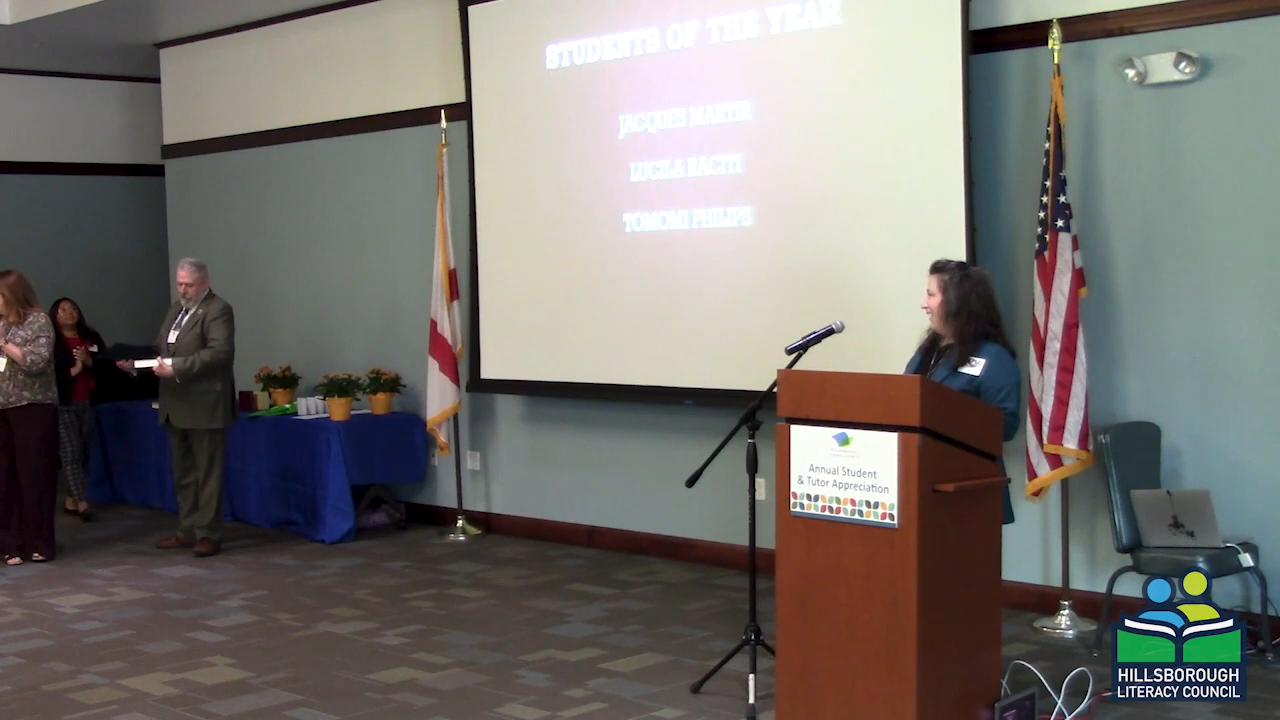 STUDENTS OF THE YEAR
JACQUES MARTIR
LUCILA RACITI
TOMOMI PHILIPS
Annual Student
& Tutor Appreciation
HILLSBOROUGH
LITERACY COUNCIL